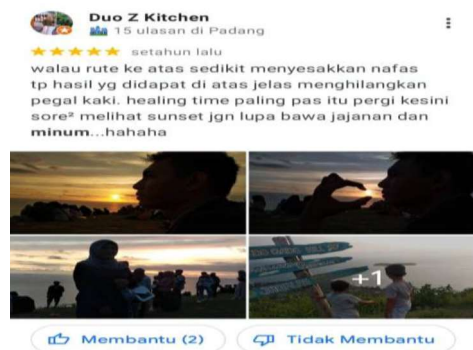 Duo Z Kitchen
15 ulasan di Padang
setahun lalu
walau rute ke atas sedikit menyesakkan nafas
tp hasil yg didapat di atas jelas menghilangkan
pegal kaki. healing time paling pas itu pergi kesini
sore² melihat sunset jgn lupa bawa jajanan dan
minum...hahaha
+1
Membantu (2)
Tidak Membantu